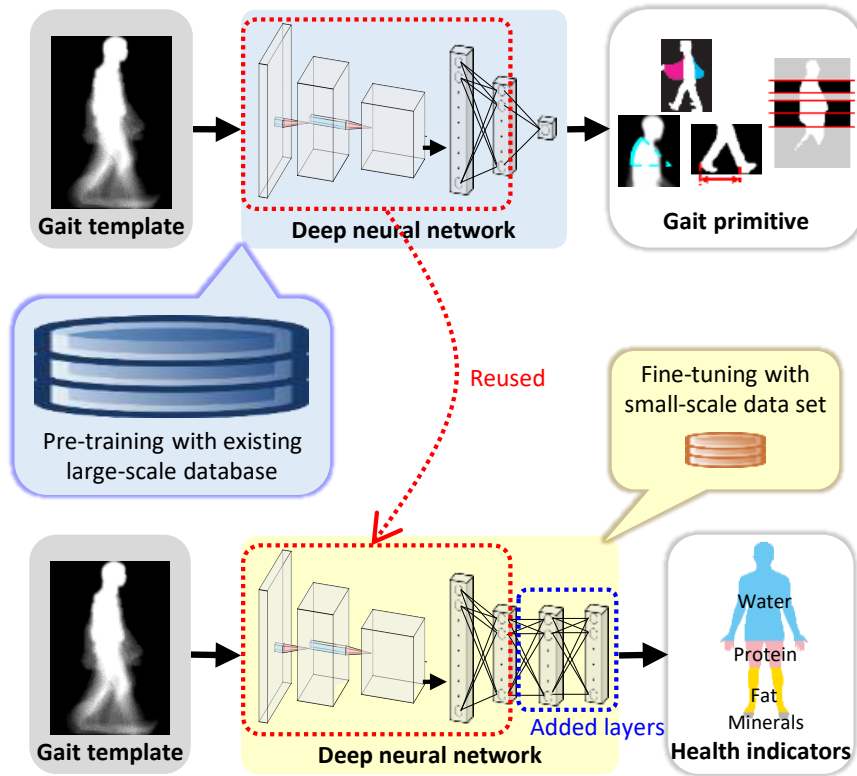 Gait template
Deep neural network
Gait primitive
Pre-training with existing
large-scale database
Reused
Fine-tuning with
small-scale data set
Water
Protein
Fat
Minerals
Added layers
Gait template
Deep neural network
Health indicators